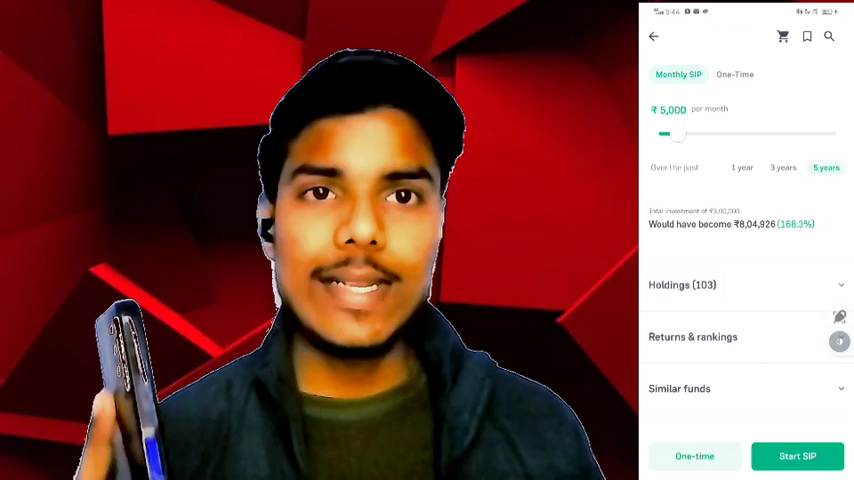 5:44
Monthly SIP One-Time
₹ 5,000 per month
Over the past 1 year 3 years 5 years
Total investment of ₹3,00,000
Would have become ₹8,04,926 (168.3%)
Holdings (103)
Returns & rankings
Similar funds
One-time Start SIP